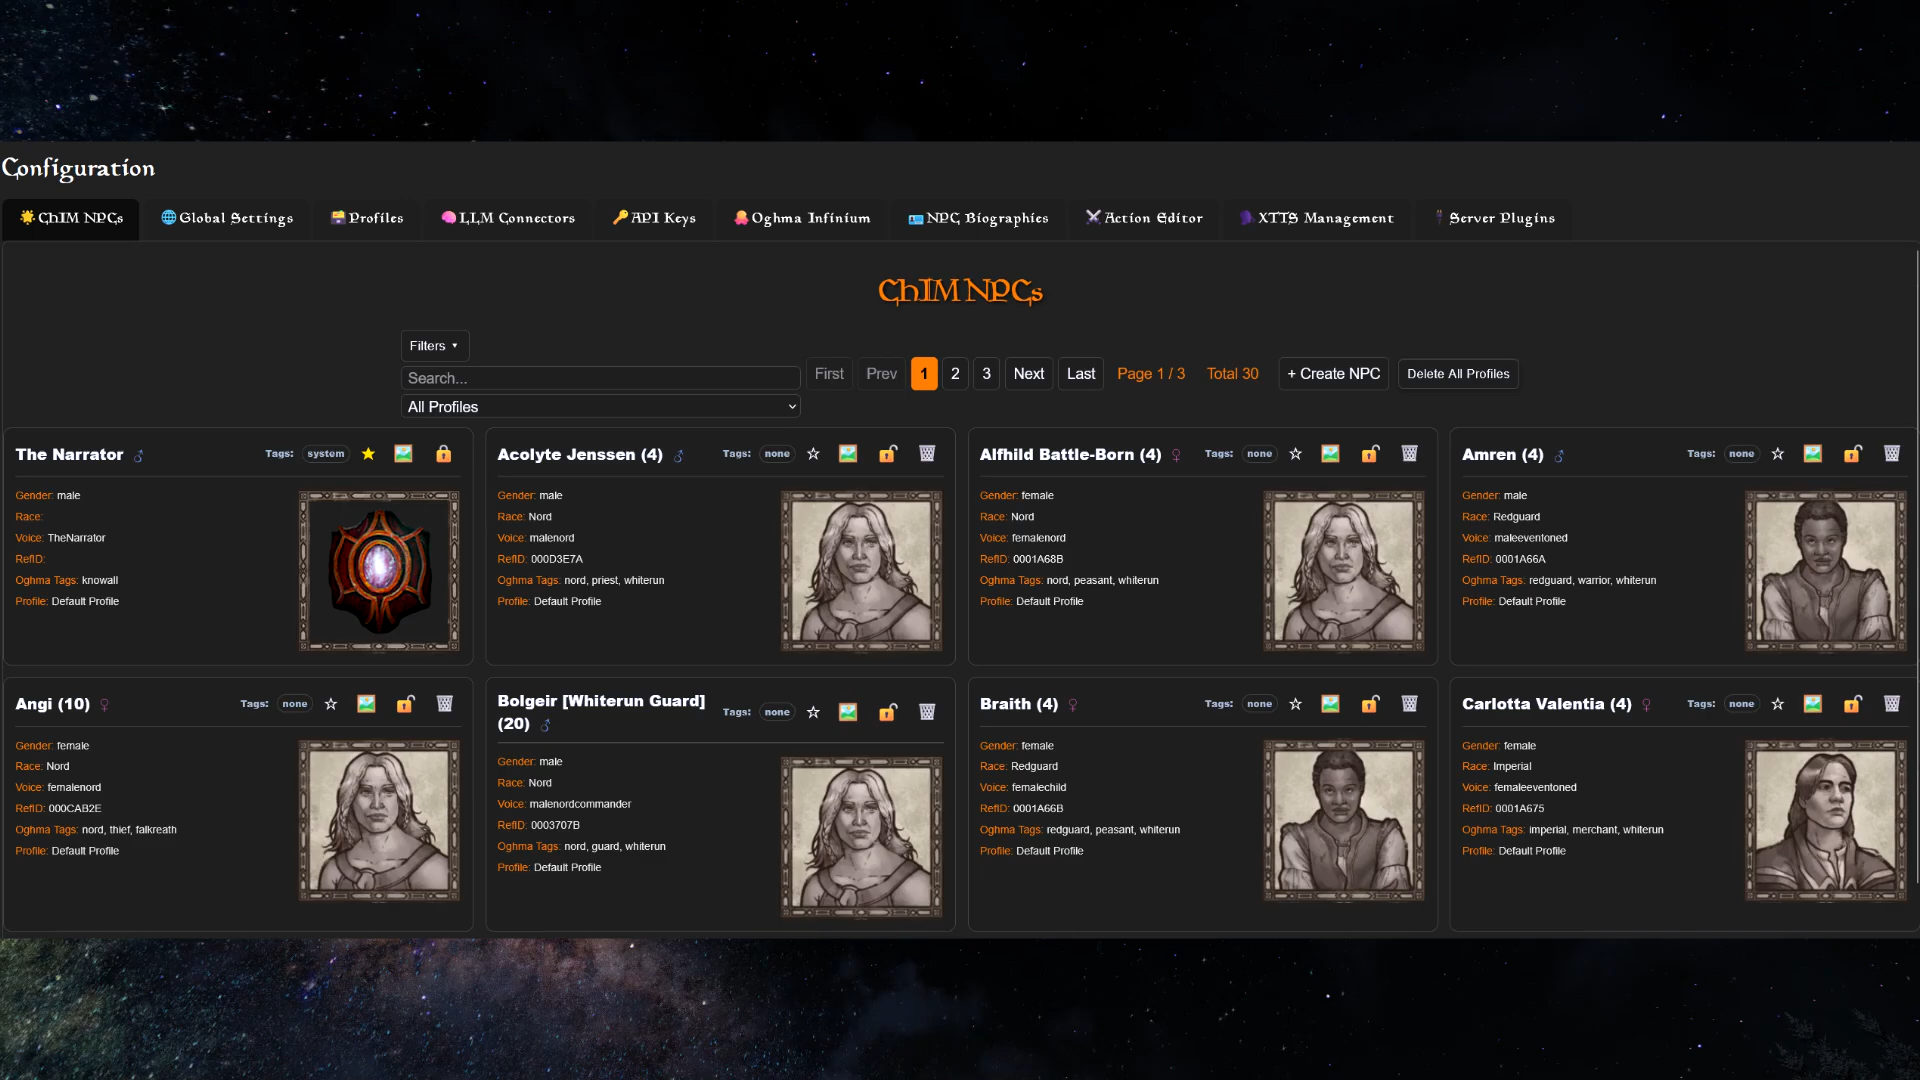 Configuration
ChIM NPCs
Global Settings
Profiles
LLM Connectors
API Keys
Oghma Infinium
NPC Biographies
Action Editor
XTTS Management
Server Plugins
ChIM NPCs
Filters ▼
Search...
All Profiles
First Prev 1 2 3 Next Last Page 1 / 3 Total 30 + Create NPC Delete All Profiles
The Narrator ♂ Tags: system
Gender: male
Race:
Voice: TheNarrator
RefID:
Oghma Tags: knowall
Profile: Default Profile
Acolyte Jenssen (4) ♂ Tags: none
Gender: male
Race: Nord
Voice: malenord
RefID: 000D3E7A
Oghma Tags: nord, priest, whiterun
Profile: Default Profile
Alfhild Battle-Born (4) ♀ Tags: none
Gender: female
Race: Nord
Voice: femalenord
RefID: 0001A68B
Oghma Tags: nord, peasant, whiterun
Profile: Default Profile
Amren (4) ♂ Tags: none
Gender: male
Race: Redguard
Voice: maleeventoned
RefID: 0001A66A
Oghma Tags: redguard, warrior, whiterun
Profile: Default Profile
Angi (10) ♀ Tags: none
Gender: female
Race: Nord
Voice: femalenord
RefID: 000CAB2E
Oghma Tags: nord, thief, falkreath
Profile: Default Profile
Bolgeir [Whiterun Guard]
(20) ♂ Tags: none
Gender: male
Race: Nord
Voice: malenordcommander
RefID: 0003707B
Oghma Tags: nord, guard, whiterun
Profile: Default Profile
Braith (4) ♀ Tags: none
Gender: female
Race: Redguard
Voice: femalechild
RefID: 0001A66B
Oghma Tags: redguard, peasant, whiterun
Profile: Default Profile
Carlotta Valentia (4) ♀ Tags: none
Gender: female
Race: Imperial
Voice: femaleeventoned
RefID: 0001A675
Oghma Tags: imperial, merchant, whiterun
Profile: Default Profile